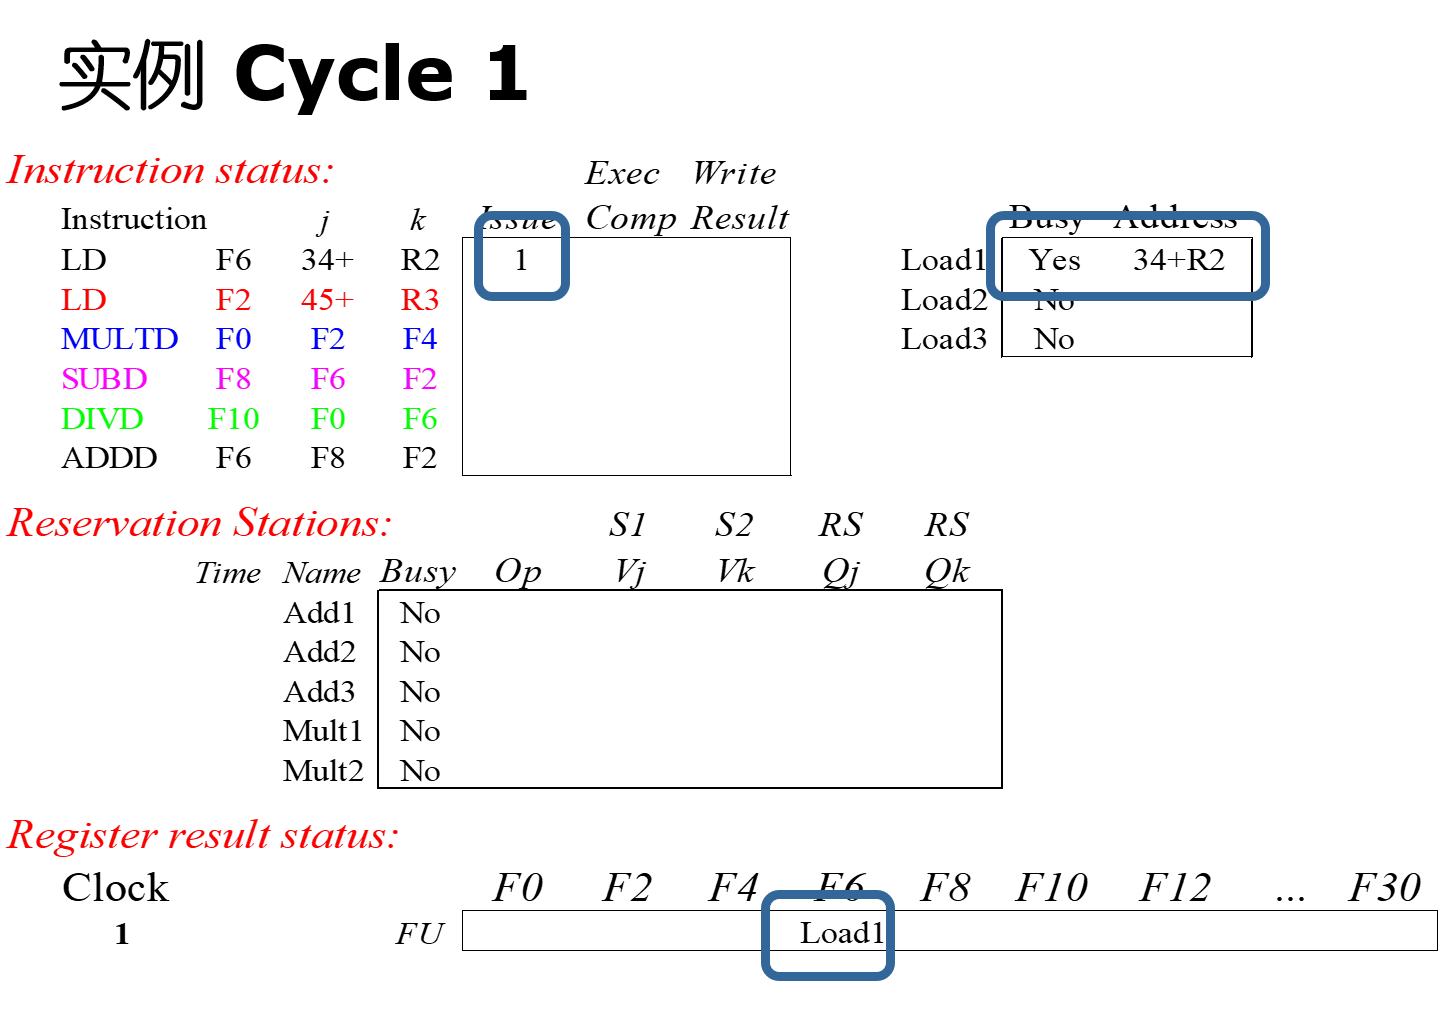 实例 Cycle 1
Instruction status: Exec Write
Instruction j k Issue Comp Result Busy Address
LD F6 34+ R2 1 Load1 Yes 34+R2
LD F2 45+ R3 Load2 No
MULTD F0 F2 F4 Load3 No
SUBD F8 F6 F2
DIVD F10 F0 F6
ADDD F6 F8 F2
Reservation Stations: S1 S2 RS RS
Time Name Busy Op Vj Vk Qj Qk
Add1 No
Add2 No
Add3 No
Mult1 No
Mult2 No
Register result status:
Clock F0 F2 F4 F6 F8 F10 F12 ... F30
1 FU Load1